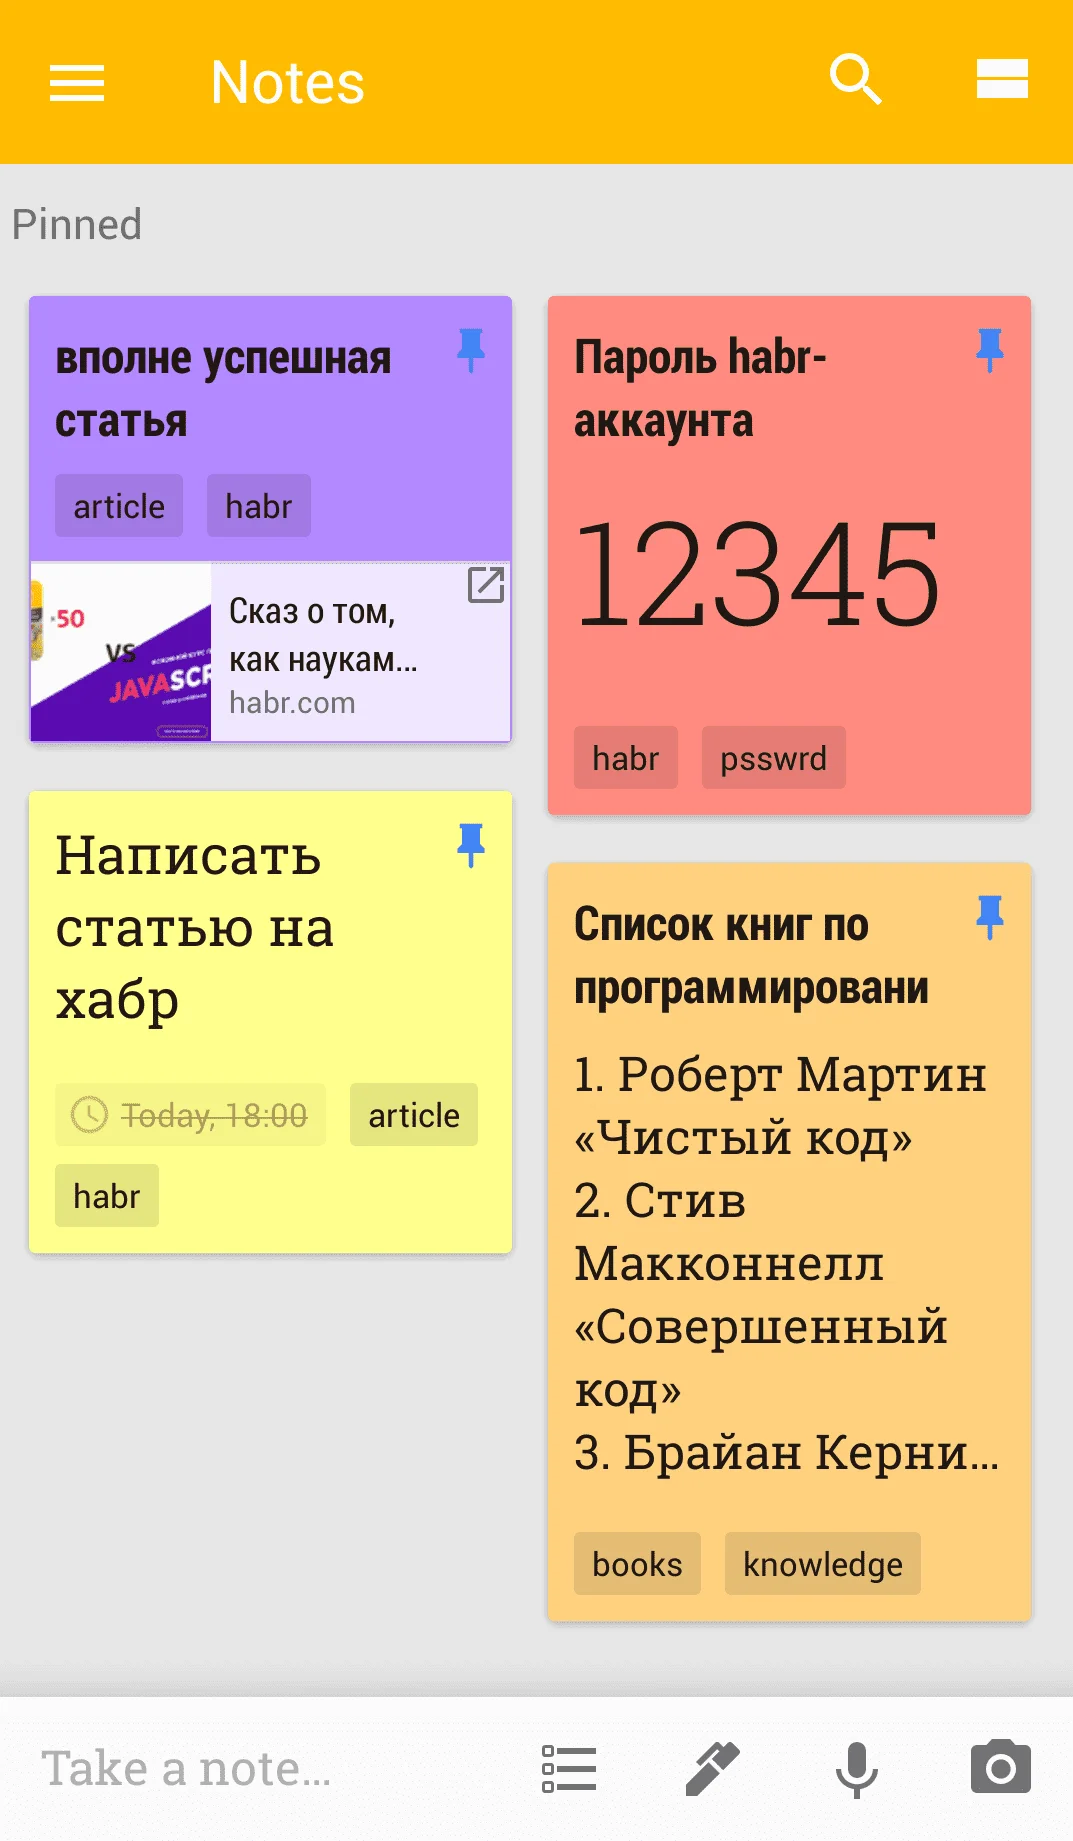 Notes
Pinned
вполне успешная
статья
article habr
-50
VS
JAVASCR
Сказ о том,
как наукам...
habr.com
Написать
статью на
хабр
Today, 18:00 article
habr
Пароль habr-
аккаунта
12345
habr psswrd
Список книг по
программировани
1. Роберт Мартин
«Чистый код»
2. Стив
Макконнелл
«Совершенный
код»
3. Брайан Керни...
books knowledge
Take a note...